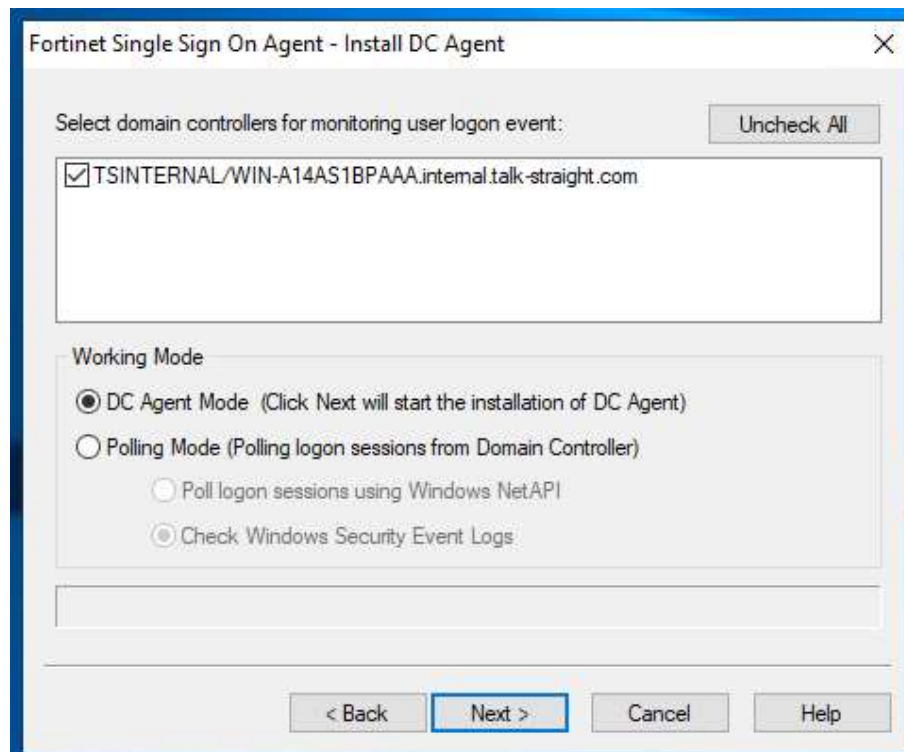 Fortinet Single Sign On Agent - Install DC Agent
Select domain controllers for monitoring user logon event:
Uncheck All
TSINTERNAL/WIN-A14AS1BPAAA.internal.talk-straight.com
Working Mode
DC Agent Mode (Click Next will start the installation of DC Agent)
Polling Mode (Polling logon sessions from Domain Controller)
Poll logon sessions using Windows NetAPI
Check Windows Security Event Logs
< Back Next > Cancel Help